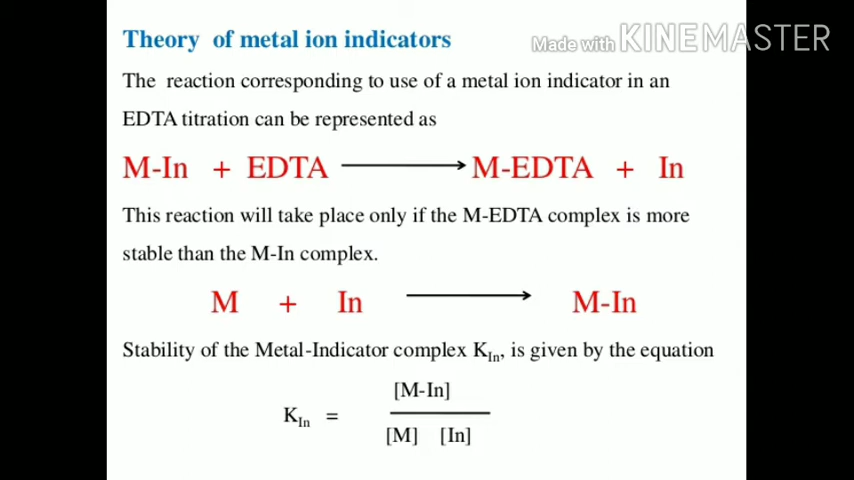 Theory of metal ion indicators
Made with KINEMASTER
The reaction corresponding to use of a metal ion indicator in an
EDTA titration can be represented as
M-In + EDTA ⟶ M-EDTA + In
This reaction will take place only if the M-EDTA complex is more
stable than the M-In complex.
M + In ⟶ M-In
Stability of the Metal-Indicator complex K_In, is given by the equation
[M-In]
K_In =
[M] [In]